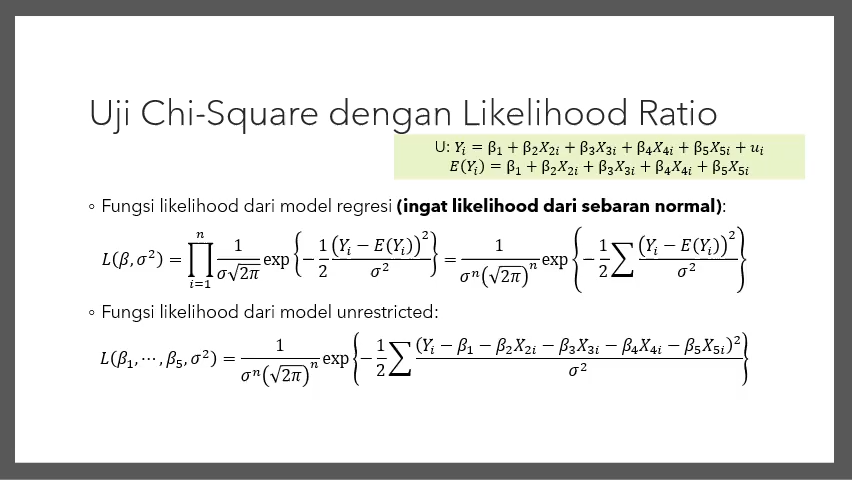 Uji Chi-Square dengan Likelihood Ratio
U: Yᵢ = β₁ + β₂X₂ᵢ + β₃X₃ᵢ + β₄X₄ᵢ + β₅X₅ᵢ + uᵢ
E(Yᵢ) = β₁ + β₂X₂ᵢ + β₃X₃ᵢ + β₄X₄ᵢ + β₅X₅ᵢ
◦ Fungsi likelihood dari model regresi (ingat likelihood dari sebaran normal):
L(β, σ²) = ∏ᵢ₌₁ⁿ 1/(σ√2π) exp{−1/2 (Yᵢ − E(Yᵢ))²/σ²} = 1/(σⁿ(√2π)ⁿ) exp{−1/2 ∑ (Yᵢ − E(Yᵢ))²/σ²}
◦ Fungsi likelihood dari model unrestricted:
L(β₁, ⋯, β₅, σ²) = 1/(σⁿ(√2π)ⁿ) exp{−1/2 ∑ (Yᵢ − β₁ − β₂X₂ᵢ − β₃X₃ᵢ − β₄X₄ᵢ − β₅X₅ᵢ)²/σ²}